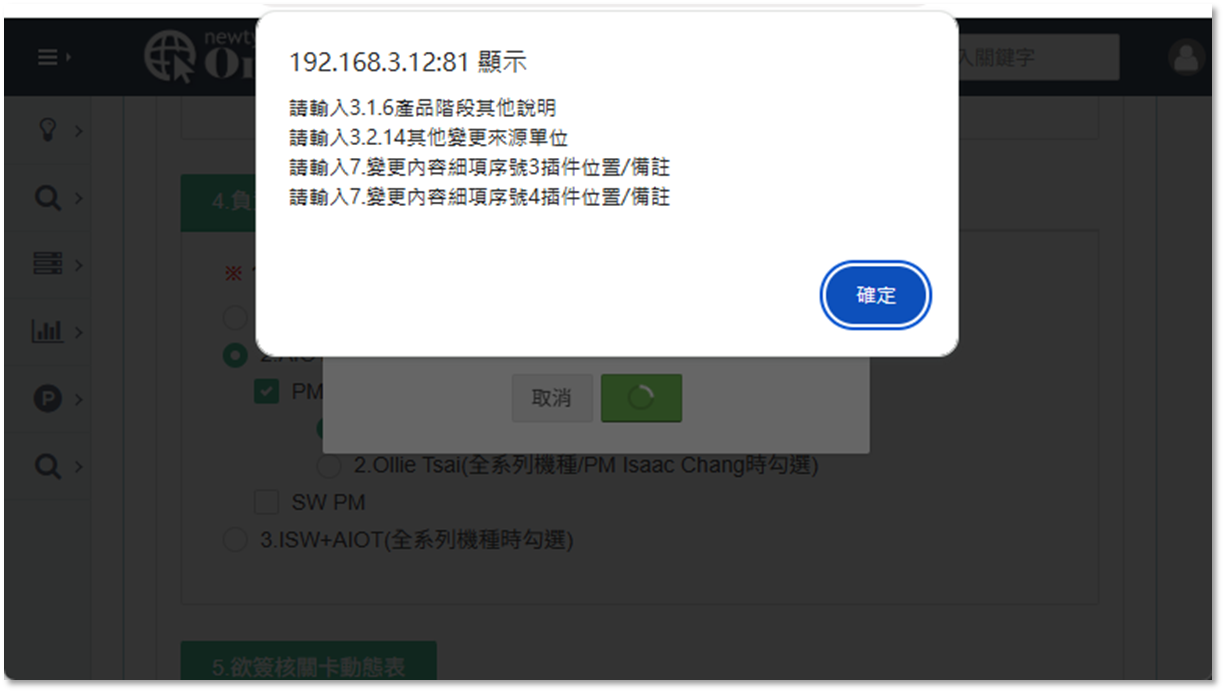 192.168.3.12:81 顯示
請輸入3.1.6產品階段其他說明
請輸入3.2.14其他變更來源單位
請輸入7.變更內容細項序號3插件位置/備註
請輸入7.變更內容細項序號4插件位置/備註
確定
newty
入關鍵字
4.負
※
PM
取消
2.Ollie Tsai(全系列機種/PM Isaac Chang時勾選)
SW PM
3.ISW+AIOT(全系列機種時勾選)
5.欲簽核關卡動態表
P